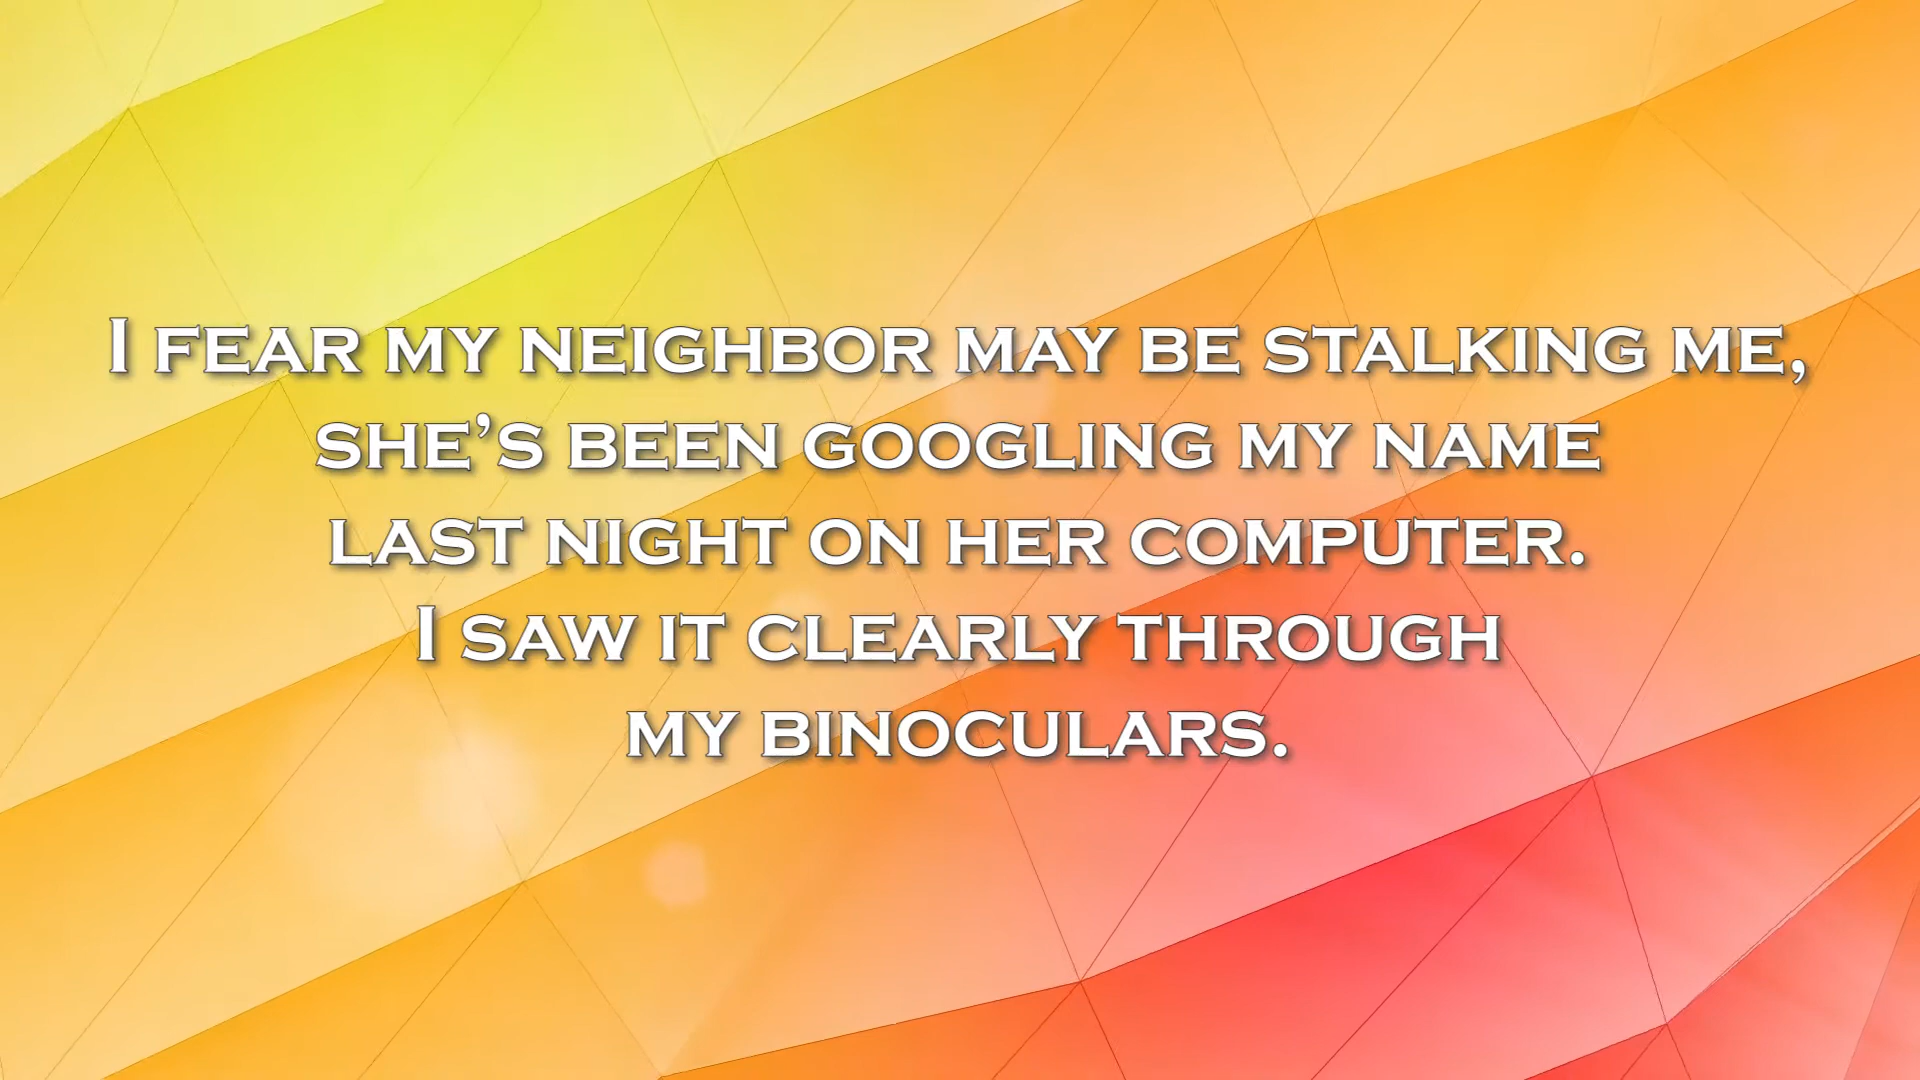 I FEAR MY NEIGHBOR MAY BE STALKING ME,
SHE'S BEEN GOOGLING MY NAME
LAST NIGHT ON HER COMPUTER.
I SAW IT CLEARLY THROUGH
MY BINOCULARS.